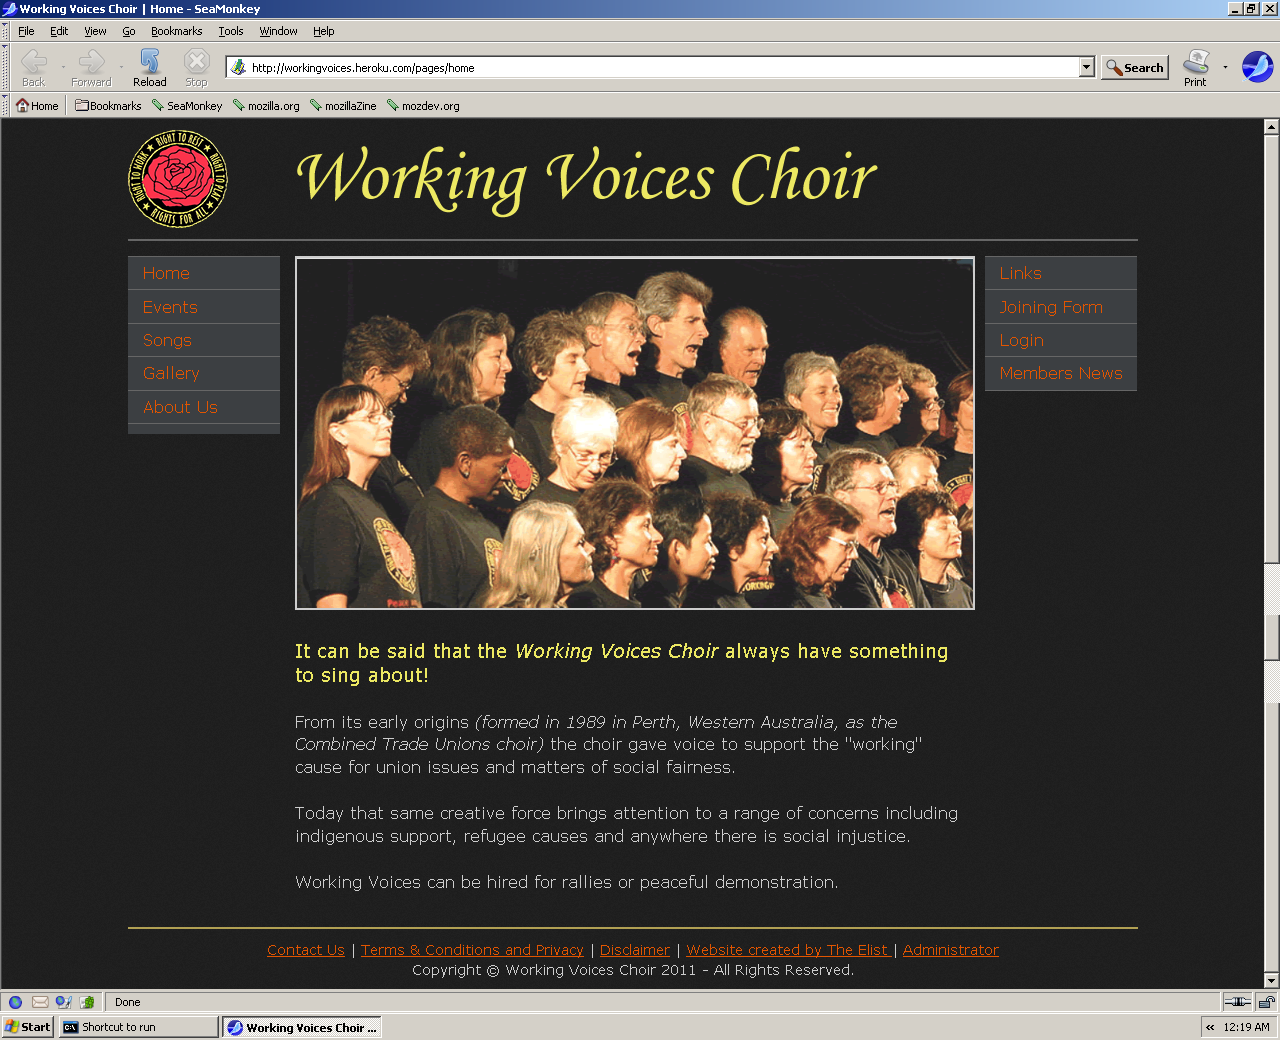 Working Voices Choir | Home - SeaMonkey
File Edit View Go Bookmarks Tools Window Help
Back Forward Reload Stop http://workingvoices.heroku.com/pages/home Search Print
Home Bookmarks SeaMonkey mozilla.org mozillaZine mozdev.org
RIGHT TO WORK ★ RIGHT TO REST ★ RIGHT TO PLAY ★ RIGHTS FOR ALL ★
Working Voices Choir
Home
Events
Songs
Gallery
About Us
Links
Joining Form
Login
Members News
It can be said that the Working Voices Choir always have something
to sing about!
From its early origins (formed in 1989 in Perth, Western Australia, as the
Combined Trade Unions choir) the choir gave voice to support the "working"
cause for union issues and matters of social fairness.
Today that same creative force brings attention to a range of concerns including
indigenous support, refugee causes and anywhere there is social injustice.
Working Voices can be hired for rallies or peaceful demonstration.
Contact Us | Terms & Conditions and Privacy | Disclaimer | Website created by The Elist | Administrator
Copyright © Working Voices Choir 2011 - All Rights Reserved.
Done
Start Shortcut to run Working Voices Choir ... « 12:19 AM